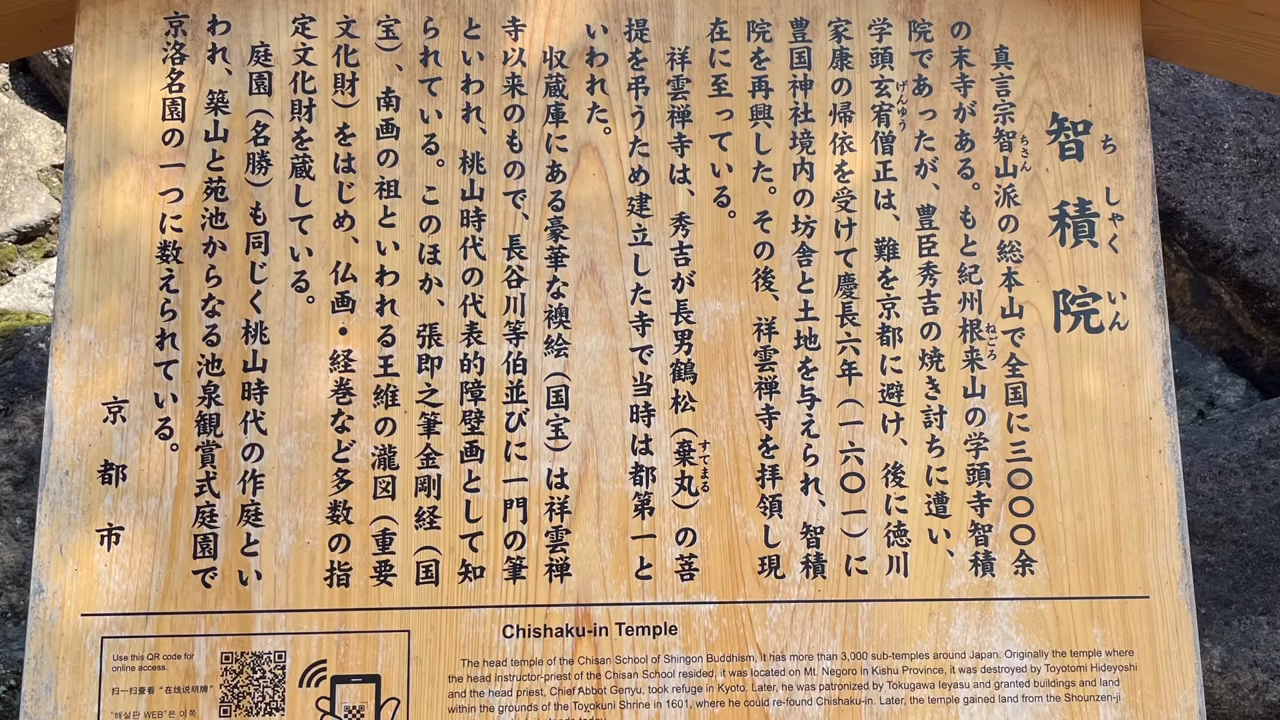 智積院
ちしゃくいん
真言宗智山派の総本山で全国に三〇〇〇余
ちさん
の末寺がある。もと紀州根来山の学頭寺智積
ねごろ
院であったが、豊臣秀吉の焼き討ちに遭い、
学頭玄宥僧正は、難を京都に避け、後に徳川
げんゆう
家康の帰依を受けて慶長六年(一六〇一)に
豊国神社境内の坊舎と土地を与えられ、智積
院を再興した。その後、祥雲禅寺を拝領し現
在に至っている。
祥雲禅寺は、秀吉が長男鶴松(棄丸)の菩
すてまる
提を弔うため建立した寺で当時は都第一と
いわれた。
収蔵庫にある豪華な襖絵(国宝)は祥雲禅
寺以来のもので、長谷川等伯並びに一門の筆
といわれ、桃山時代の代表的障壁画として知
られている。このほか、張即之筆金剛経(国
宝)、南画の祖といわれる王維の瀧図(重要
文化財)をはじめ、仏画・経巻など多数の指
定文化財を蔵している。
庭園(名勝)も同じく桃山時代の作庭とい
われ、築山と苑池からなる池泉観賞式庭園で
京洛名園の一つに数えられている。
京都市
Chishaku-in Temple
The head temple of the Chisan School of Shingon Buddhism, it has more than 3,000 sub-temples around Japan. Originally the temple where
the head instructor-priest of the Chisan School resided, it was located on Mt. Negoro in Kishu Province, it was destroyed by Toyotomi Hideyoshi
and the head priest, Chief Abbot Genyu, took refuge in Kyoto. Later, he was patronized by Tokugawa Ieyasu and granted buildings and land
within the grounds of the Toyokuni Shrine in 1601, where he could re-found Chishaku-in. Later, the temple gained land from the Shounzen-ji
Use this QR code for
online access.
扫一扫查看“在线说明牌”
"해설판 WEB"은 이쪽